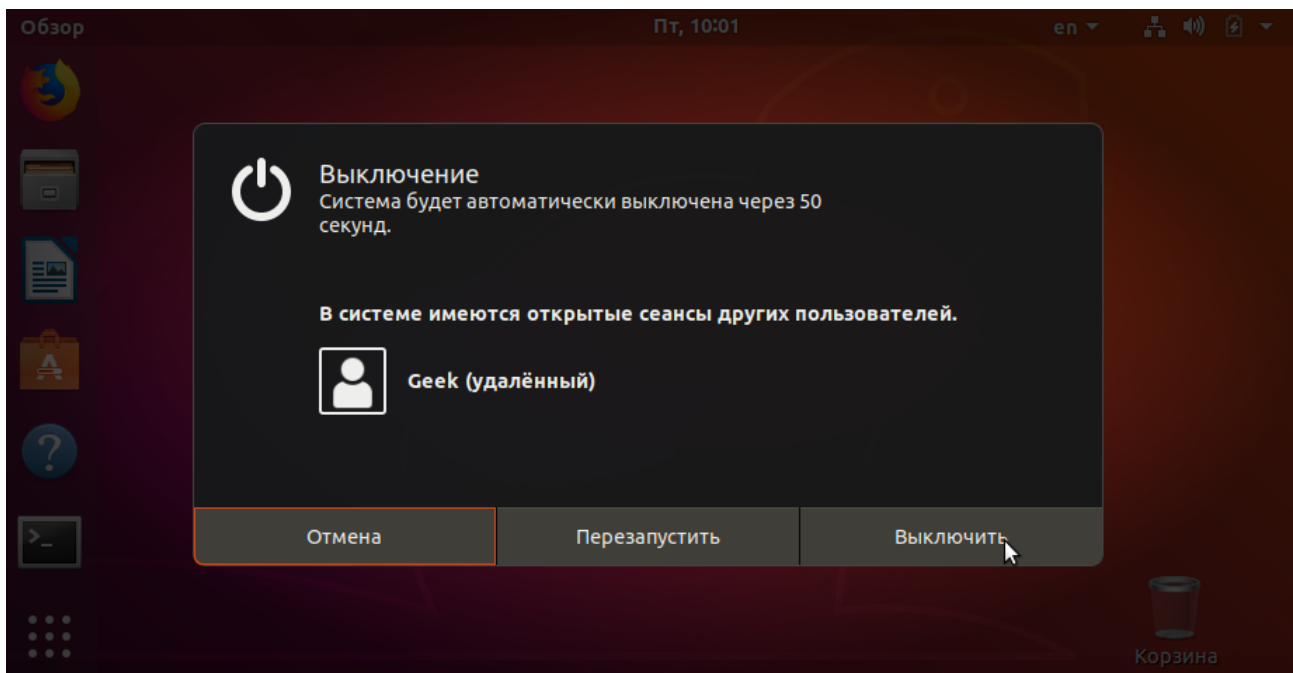 Обзор
Пт, 10:01
en
Выключение
Система будет автоматически выключена через 50
секунд.
В системе имеются открытые сеансы других пользователей.
Geek (удалённый)
Отмена
Перезапустить
Выключить
Корзина